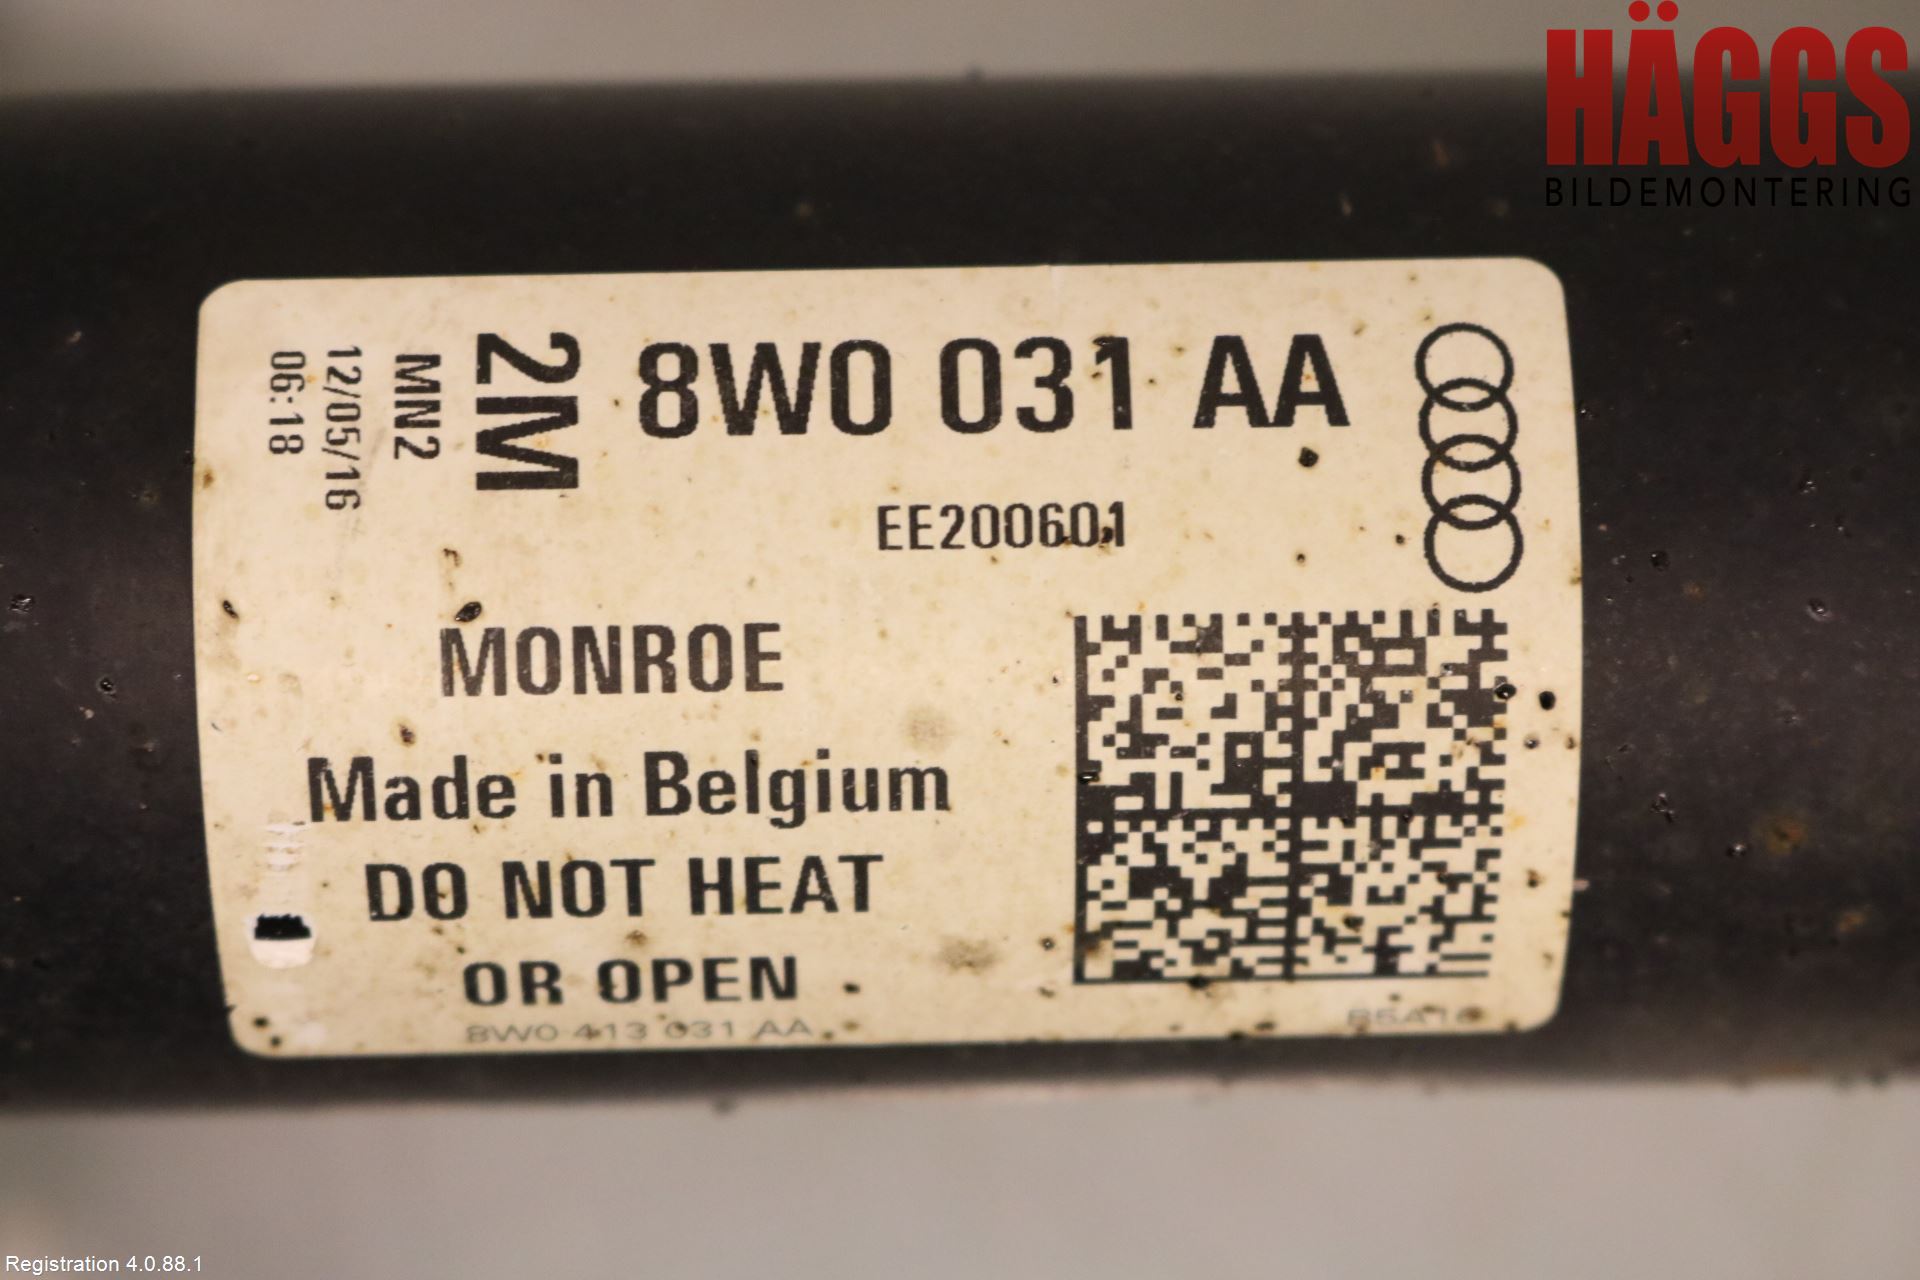 HÄGGS
BILDEMONTERING
8W0 031 AA
2M
MN2
12/05/16
06:18
EE200601
MONROE
Made in Belgium
DO NOT HEAT
OR OPEN
8W0 413 031 AA
Registration 4.0.88.1